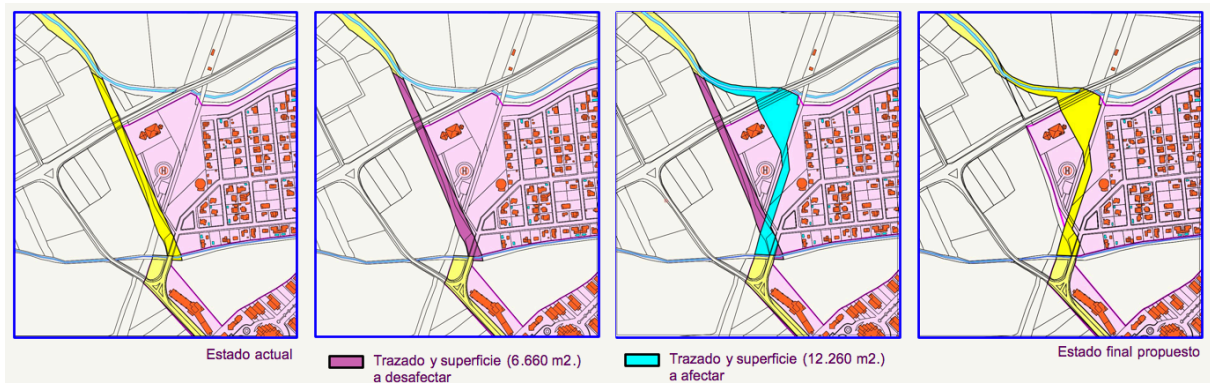 H
H
H
H
Estado actual
Trazado y superficie (6.660 m2.)
a desafectar
Trazado y superficie (12.260 m2.)
a afectar
Estado final propuesto